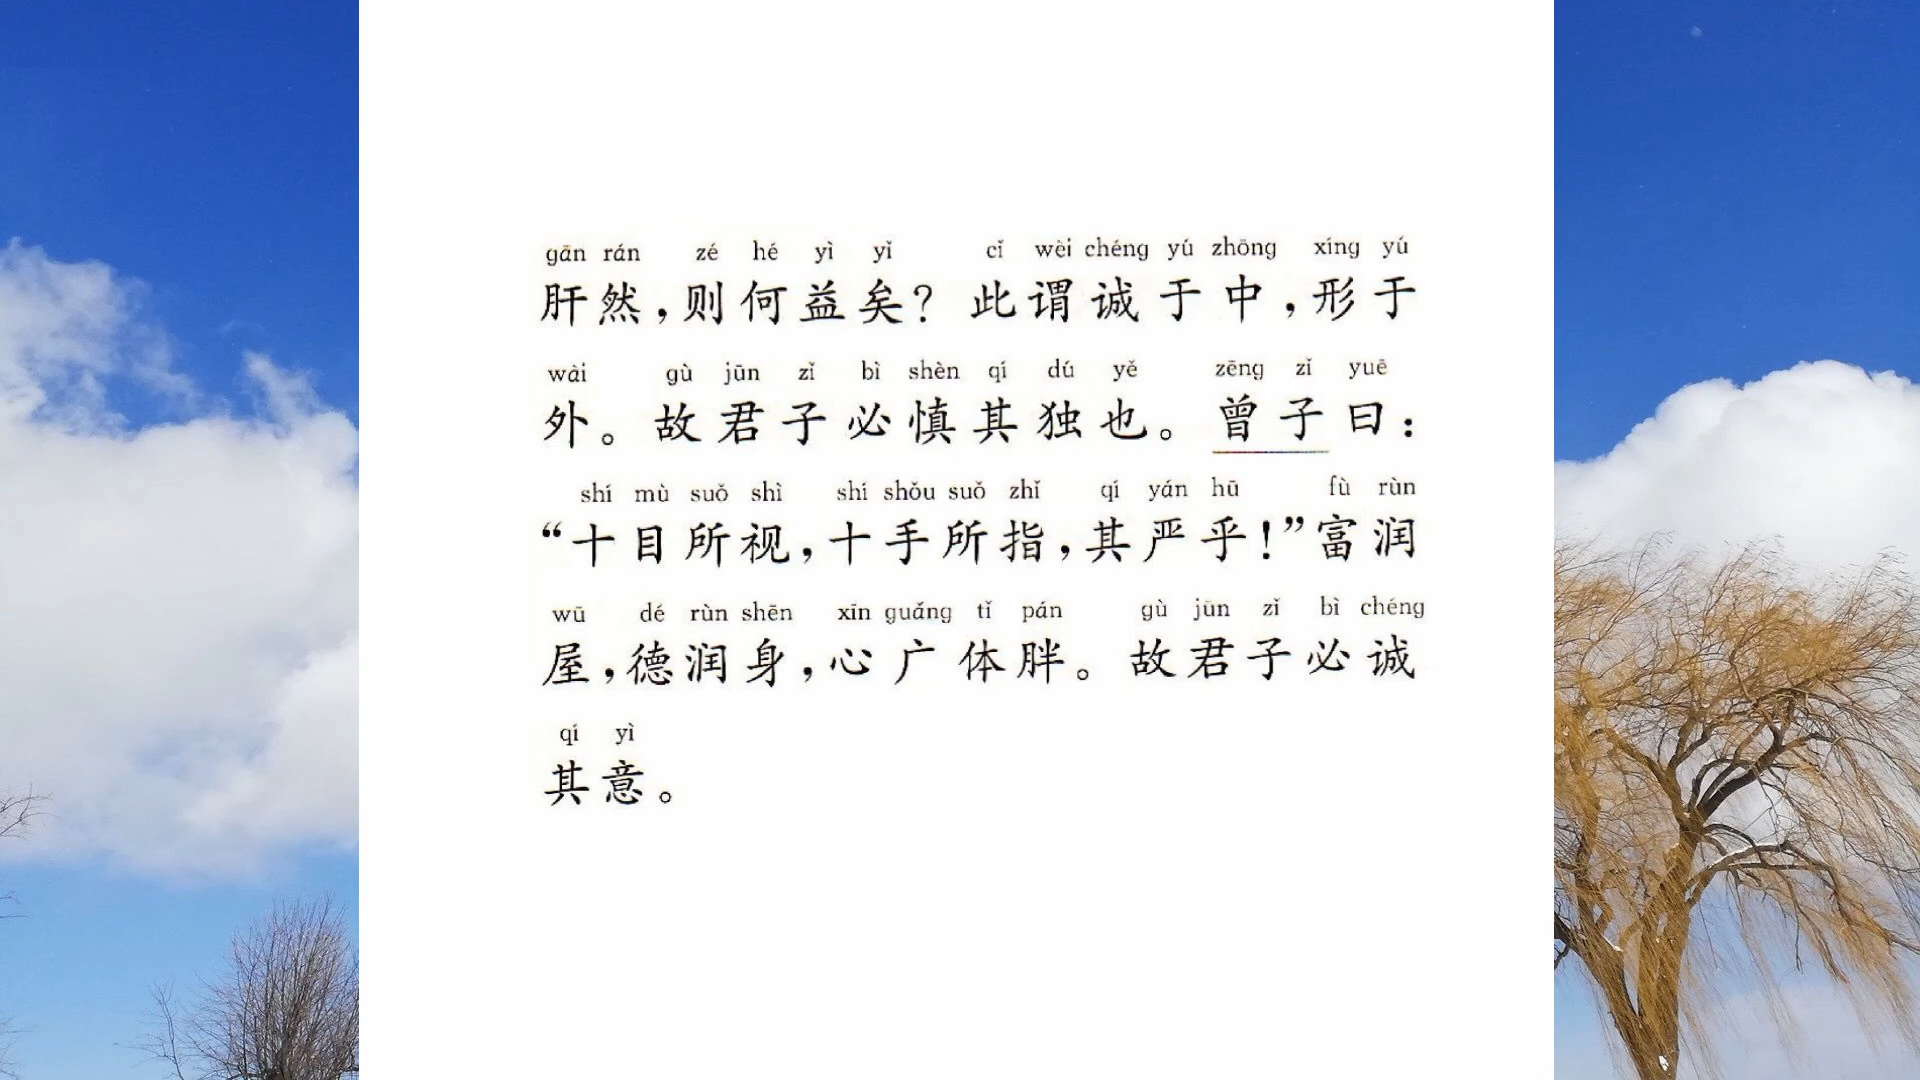 gān rán zé hé yì yǐ cǐ wèi chéng yú zhōng xíng yú
肝然，则何益矣？此谓诚于中，形于
wài gù jūn zǐ bì shèn qí dú yě zēng zǐ yuē
外。故君子必慎其独也。曾子曰：
shí mù suǒ shì shí shǒu suǒ zhǐ qí yán hū fù rùn
“十目所视，十手所指，其严乎！”富润
wū dé rùn shēn xīn guǎng tǐ pán gù jūn zǐ bì chéng
屋，德润身，心广体胖。故君子必诚
qí yì
其意。